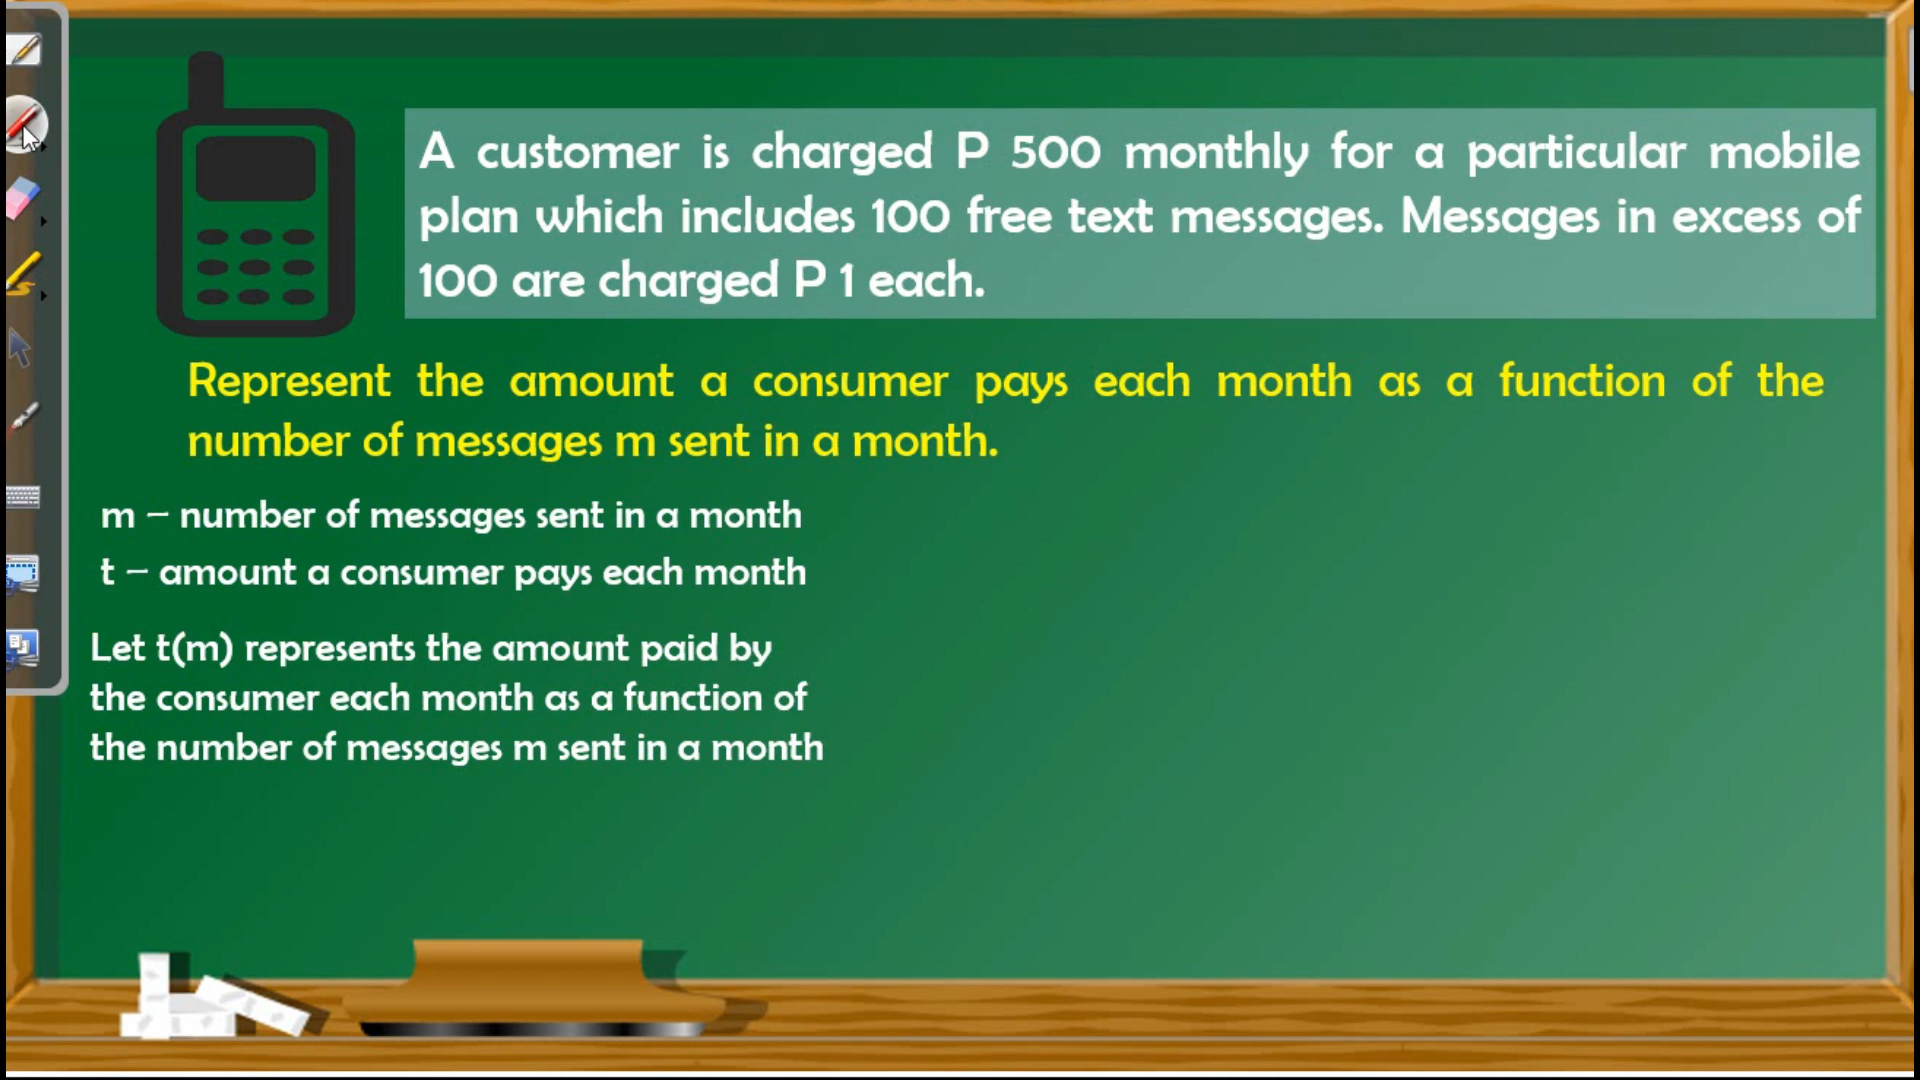 A customer is charged P 500 monthly for a particular mobile
plan which includes 100 free text messages. Messages in excess of
100 are charged P 1 each.
Represent the amount a consumer pays each month as a function of the
number of messages m sent in a month.
m – number of messages sent in a month
t – amount a consumer pays each month
Let t(m) represents the amount paid by
the consumer each month as a function of
the number of messages m sent in a month